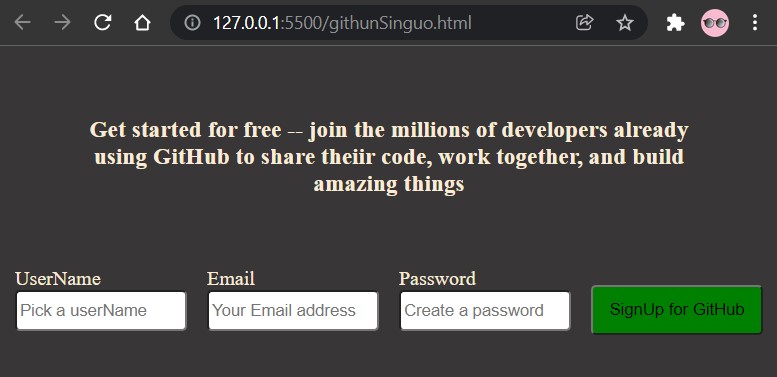 127.0.0.1:5500/githunSinguo.html
Get started for free -- join the millions of developers already
using GitHub to share theiir code, work together, and build
amazing things
UserName Email Password
Pick a userName Your Email address Create a password SignUp for GitHub